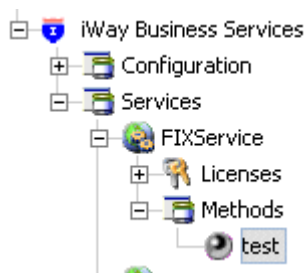 iWay Business Services
Configuration
Services
FIXService
Licenses
Methods
test